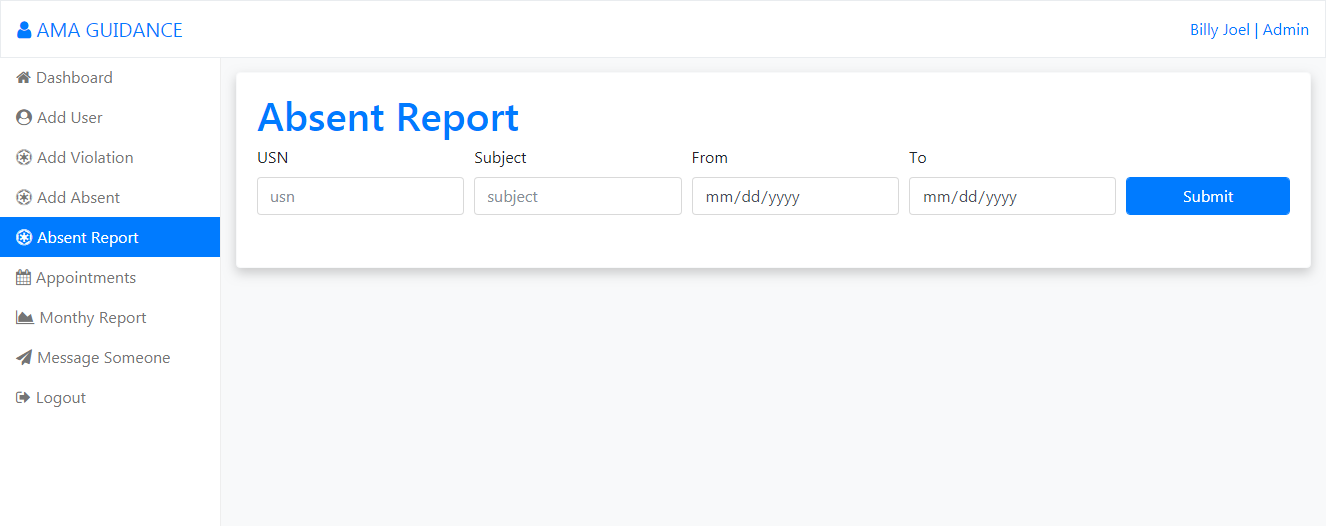 AMA GUIDANCE
Billy Joel | Admin
Dashboard
Add User
Add Violation
Add Absent
Absent Report
Appointments
Monthy Report
Message Someone
Logout
Absent Report
USN Subject From To
usn subject mm/dd/yyyy mm/dd/yyyy Submit